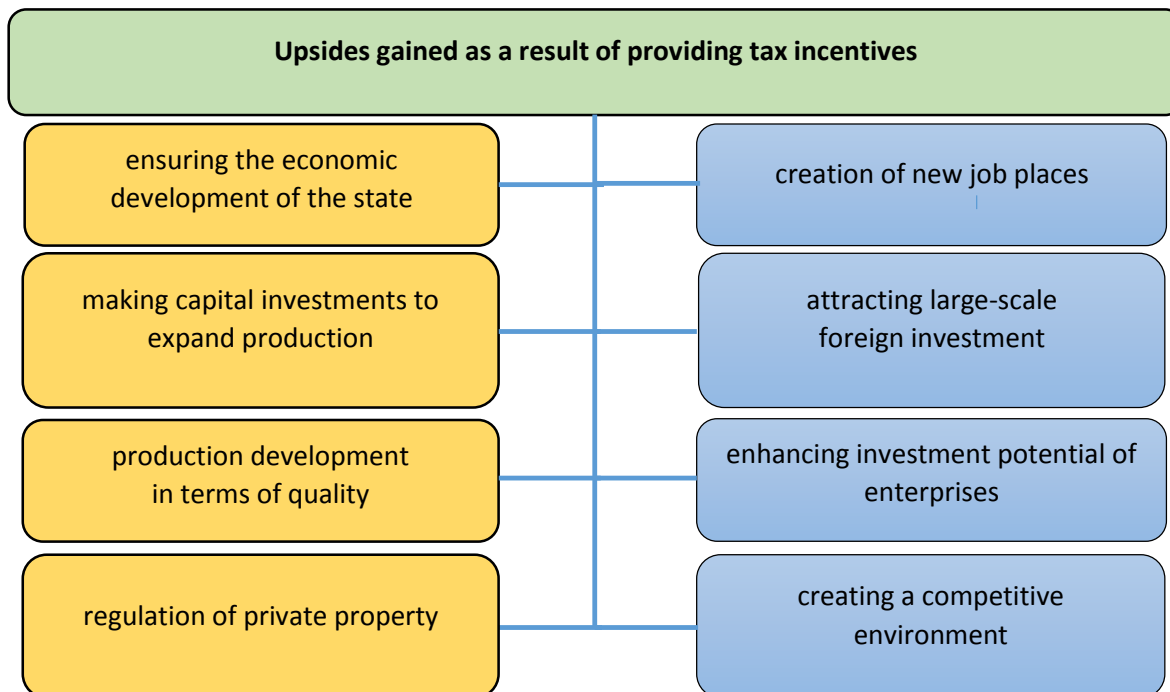 Upsides gained as a result of providing tax incentives
ensuring the economic
development of the state
creation of new job places
making capital investments to
expand production
attracting large-scale
foreign investment
production development
in terms of quality
enhancing investment potential of
enterprises
regulation of private property
creating a competitive
environment